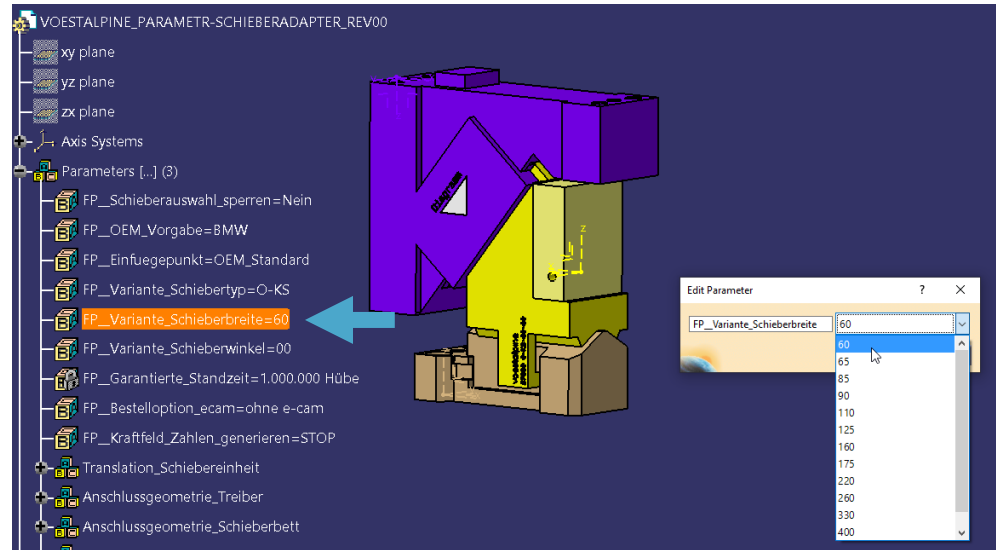 VOESTALPINE_PARAMETR-SCHIEBERADAPTER_REV00
xy plane
yz plane
zx plane
Axis Systems
Parameters [...] (3)
FP__Schieberauswahl_sperren=Nein
FP__OEM_Vorgabe=BMW
FP__Einfuegepunkt=OEM_Standard
FP__Variante_Schiebertyp=O-KS
FP__Variante_Schieberbreite=60
FP__Variante_Schieberwinkel=00
FP__Garantierte_Standzeit=1.000.000 Hübe
FP__Bestelloption_ecam=ohne e-cam
FP__Kraftfeld_Zahlen_generieren=STOP
Translation_Schiebereinheit
Anschlussgeometrie_Treiber
Anschlussgeometrie_Schieberbett
Diagramm
z
Edit Parameter ? X
FP__Variante_Schieberbreite 60
60
65
85
90
110
125
160
175
220
260
330
400